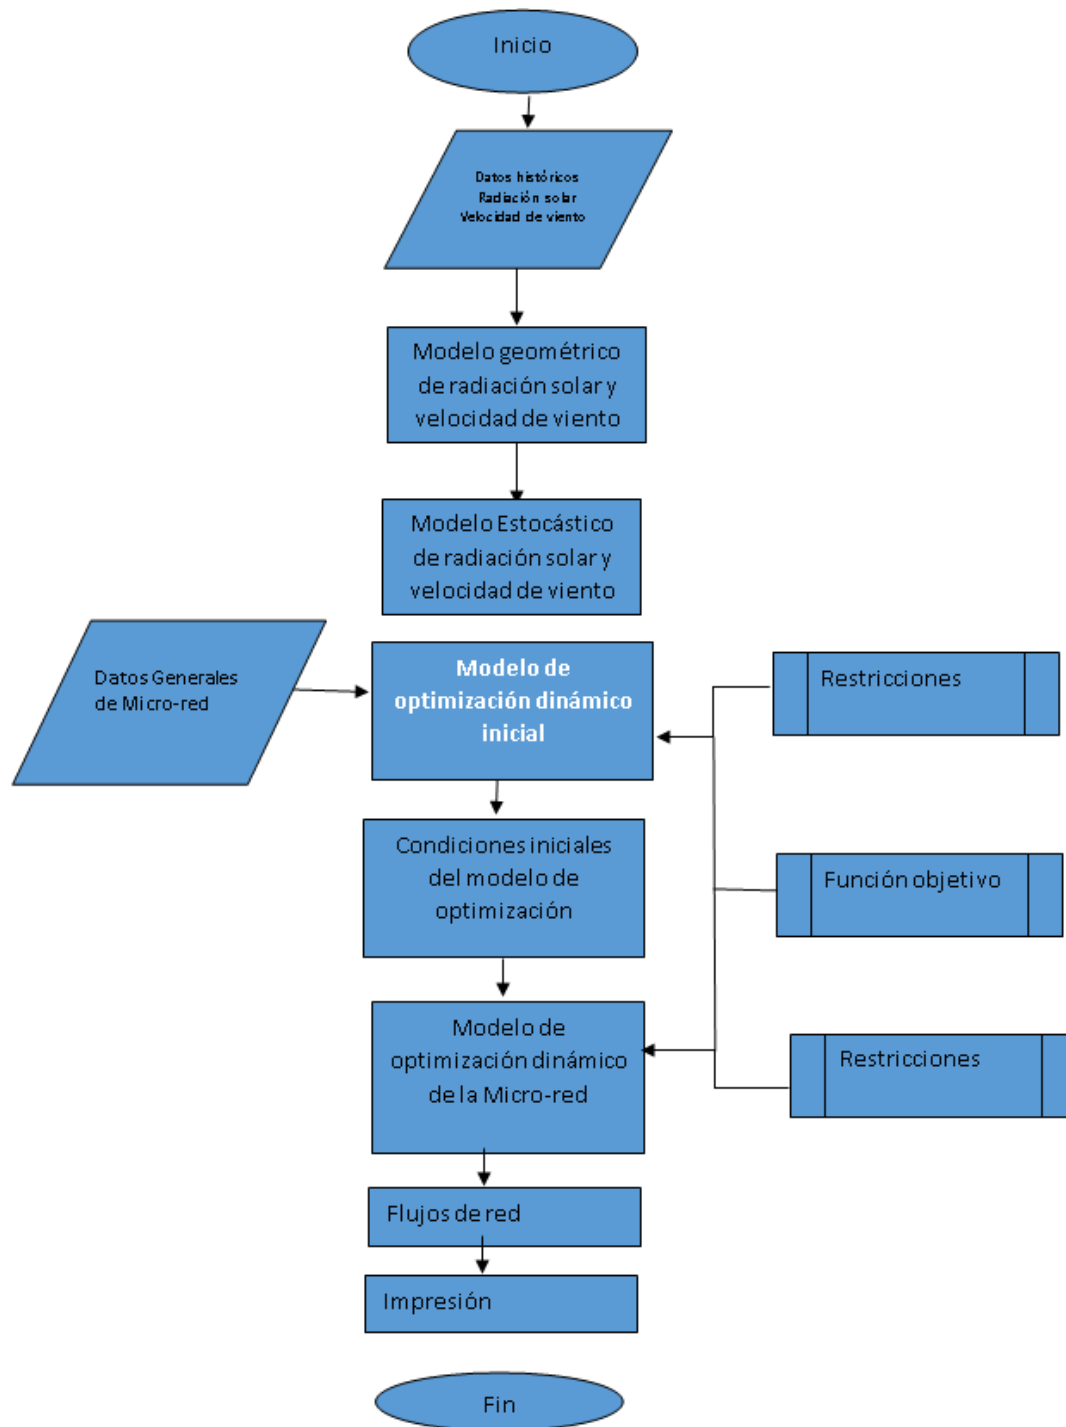 Inicio
Datos históricos
Radiación solar
Velocidad de viento
Modelo geométrico
de radiación solar y
velocidad de viento
Modelo Estocástico
de radiación solar y
velocidad de viento
Datos Generales
de Micro-red
Modelo de
optimización dinámico
inicial
Restricciones
Condiciones iniciales
del modelo de
optimización
Función objetivo
Modelo de
optimización dinámico
de la Micro-red
Restricciones
Flujos de red
Impresión
Fin